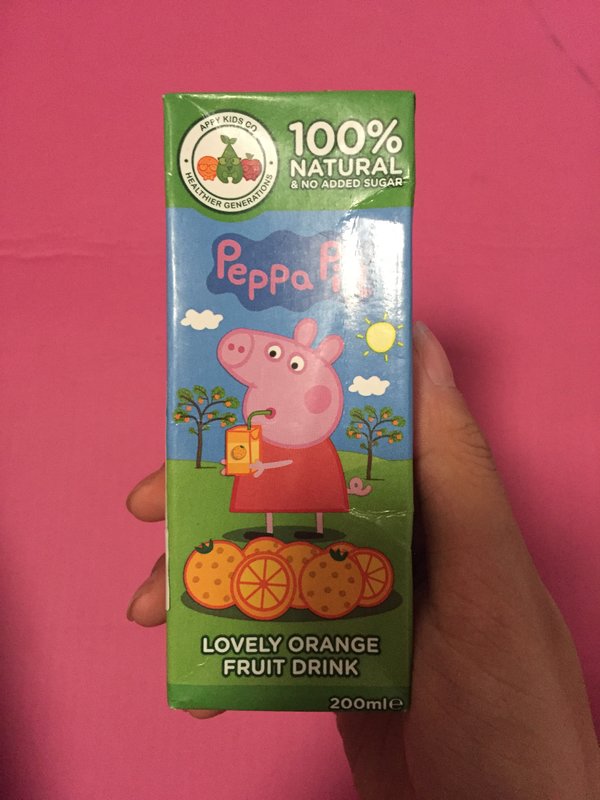 APPY KIDS CO
HEALTHIER GENERATIONS
100%
NATURAL
& NO ADDED SUGAR
Peppa
LOVELY ORANGE
FRUIT DRINK
200ml e